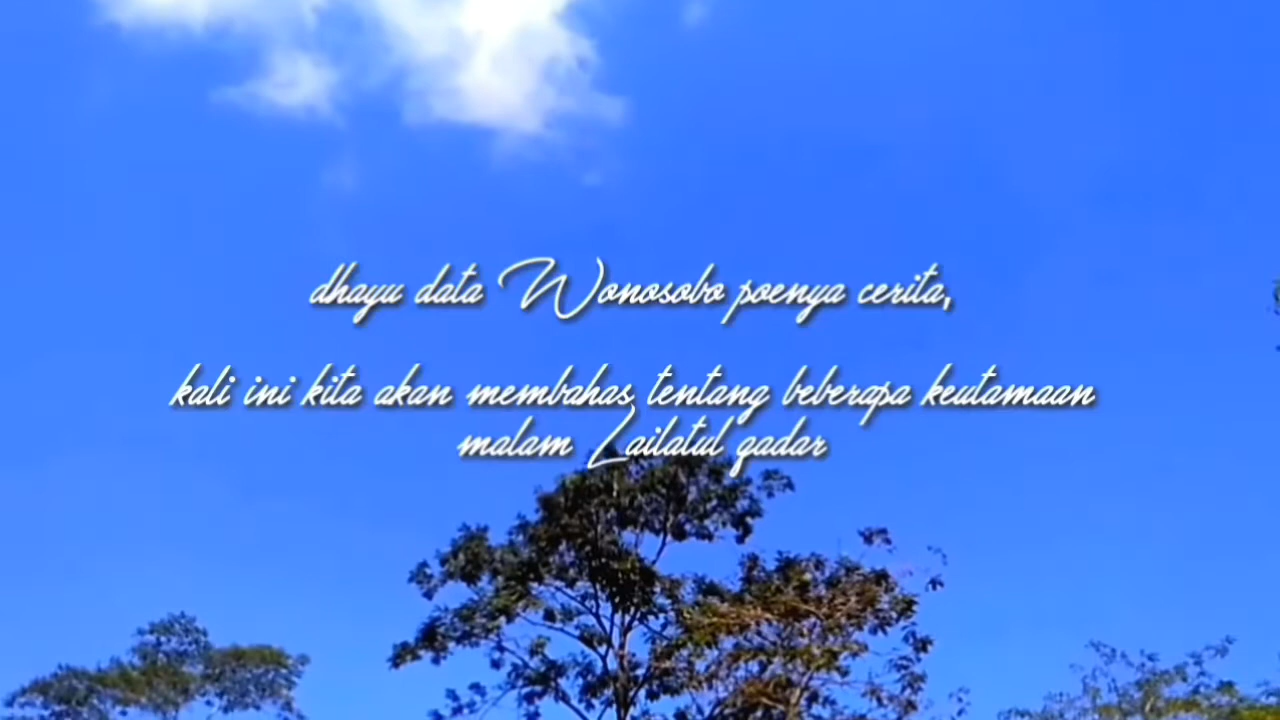 dhayu data Wonosobo poenya cerita,
kali ini kita akan membahas tentang beberapa keutamaan
malam Lailatul qadar